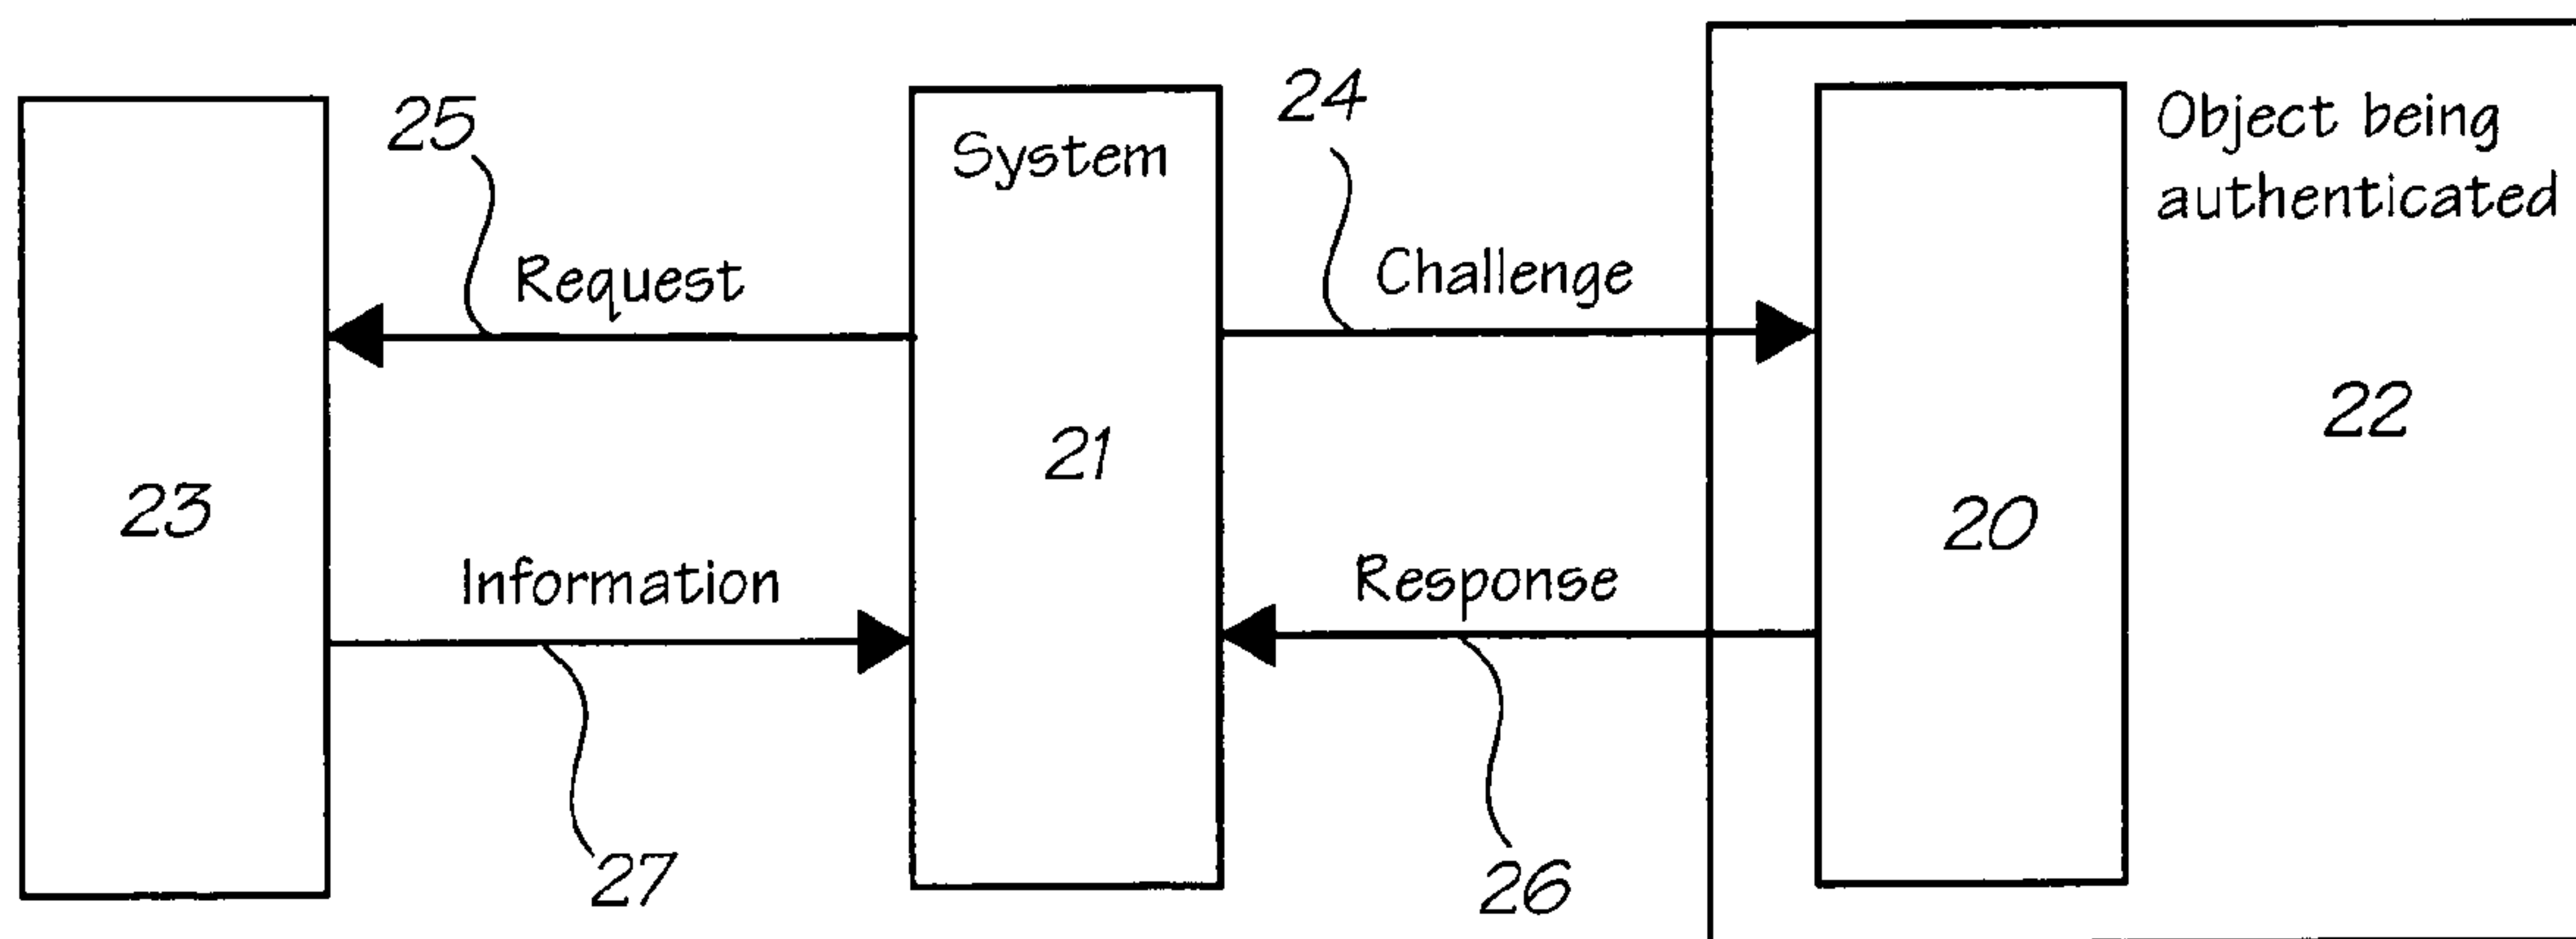 25
24
Object being
authenticated
System
Request
Challenge
22
21
23
20
Information
Response
27
26